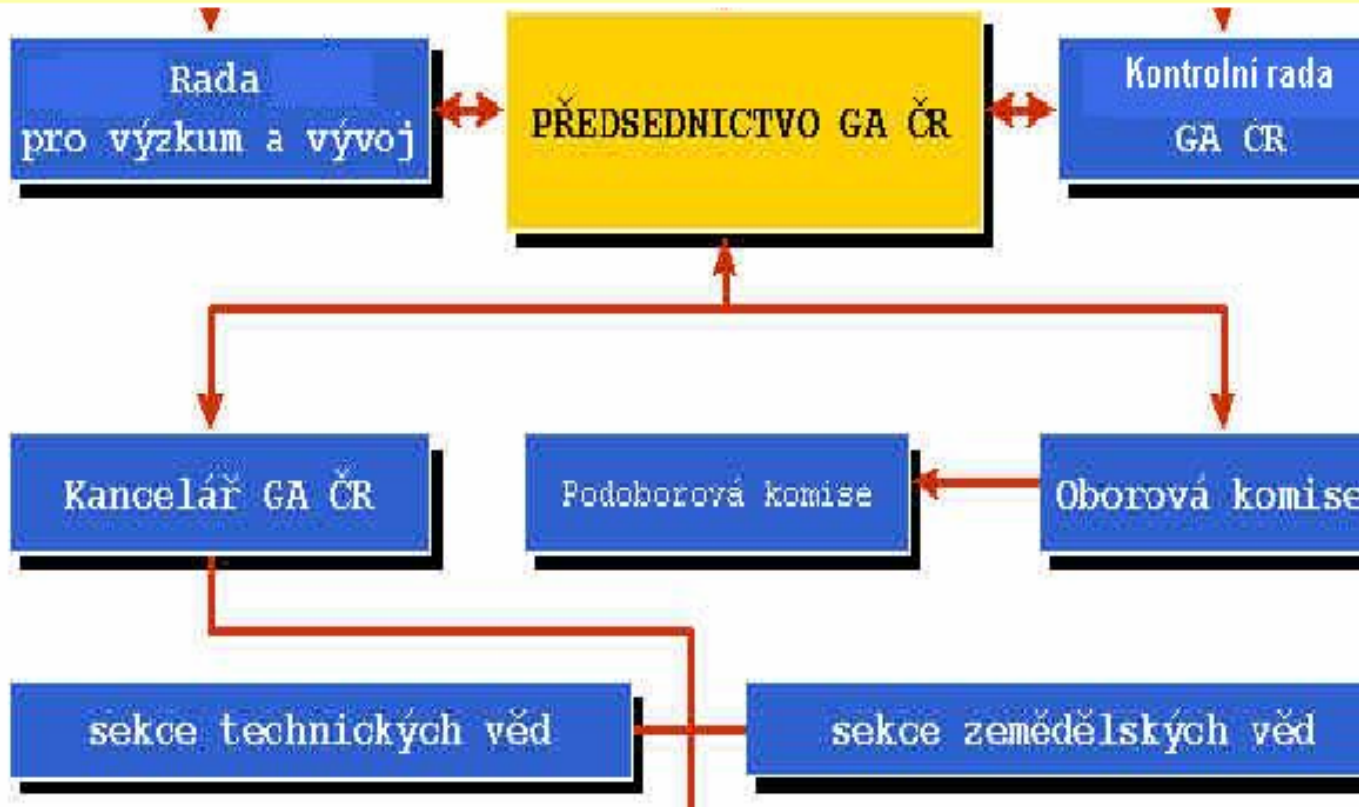 Rada
pro výzkum a vývoj
PŘEDSEDNICTVO GA ČR
Kontrolní rada
GA ČR
Kancelář GA ČR
Podoborová komise
Oborová komise
sekce technických věd
sekce zemědělských věd